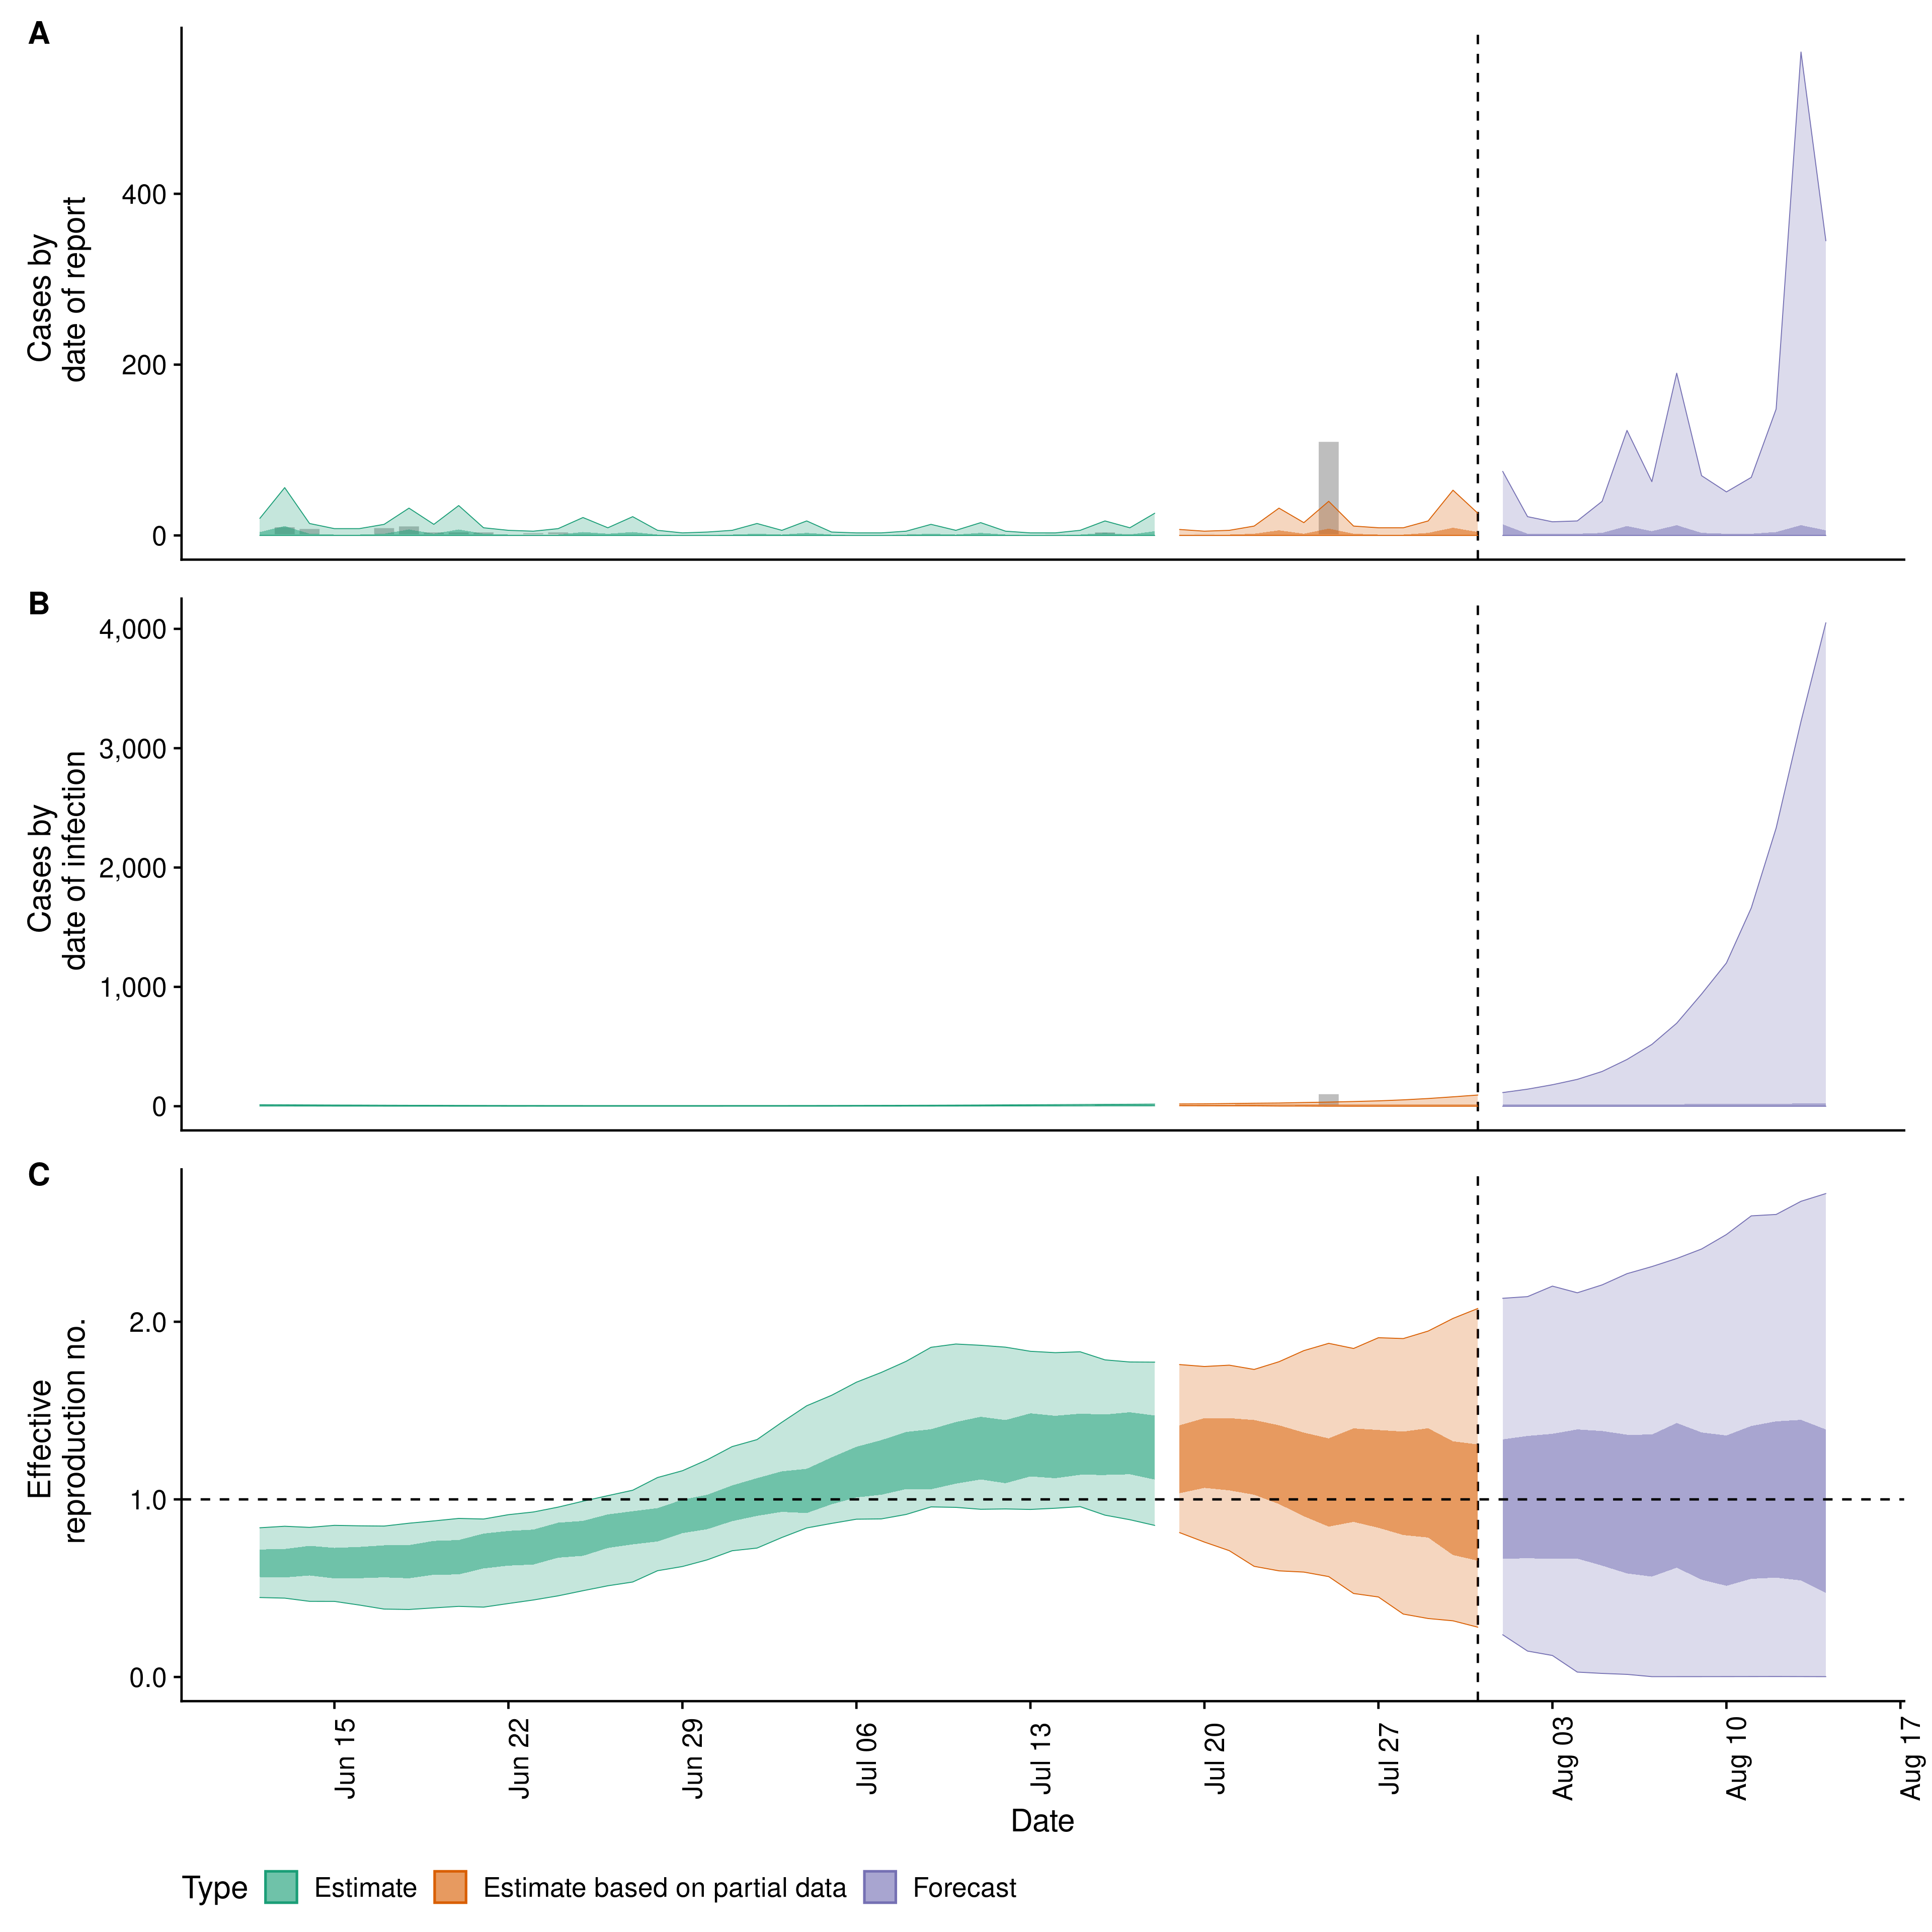 A
Cases by
date of report
400
200
0
B
Cases by
date of infection
4,000
3,000
2,000
1,000
0
C
Effective
reproduction no.
2.0
1.0
0.0
Jun 15
Jun 22
Jun 29
Jul 06
Jul 13
Jul 20
Jul 27
Aug 03
Aug 10
Aug 17
Date
Type Estimate Estimate based on partial data Forecast